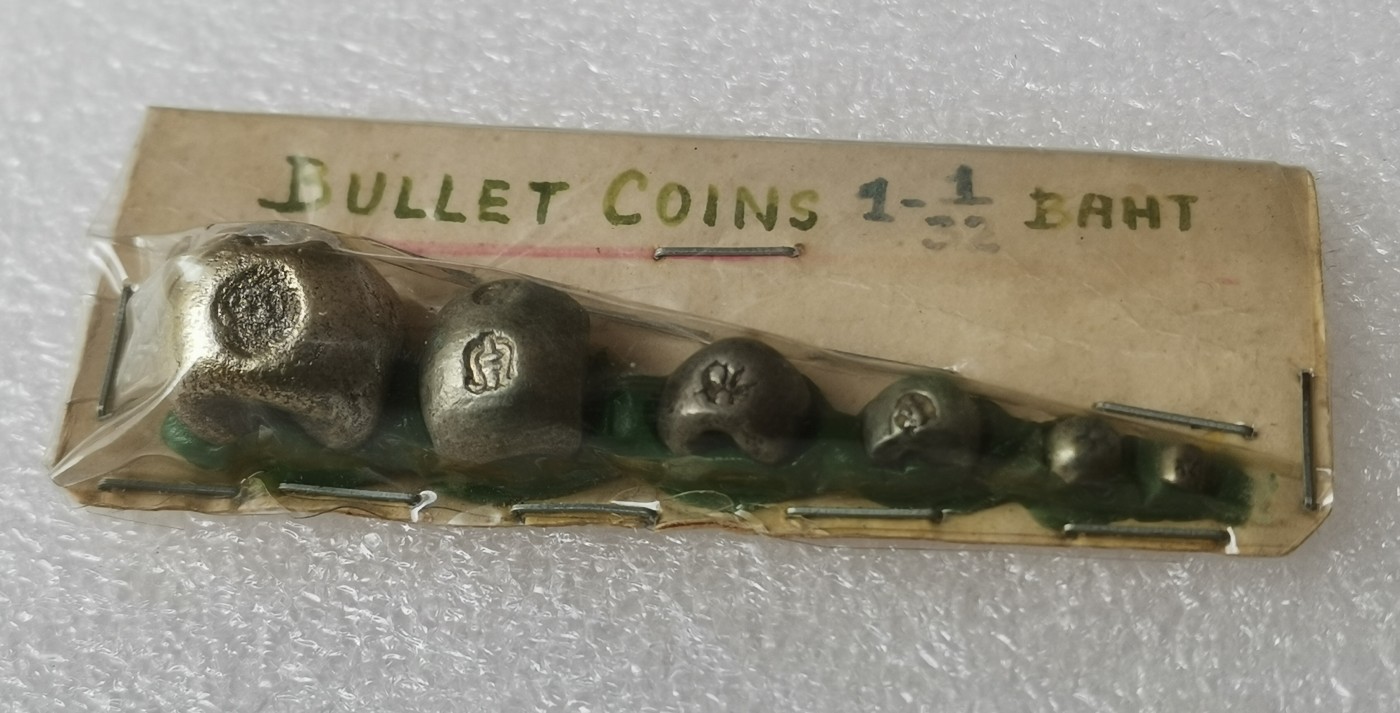 BULLET COINS 1-1/32 BAHT